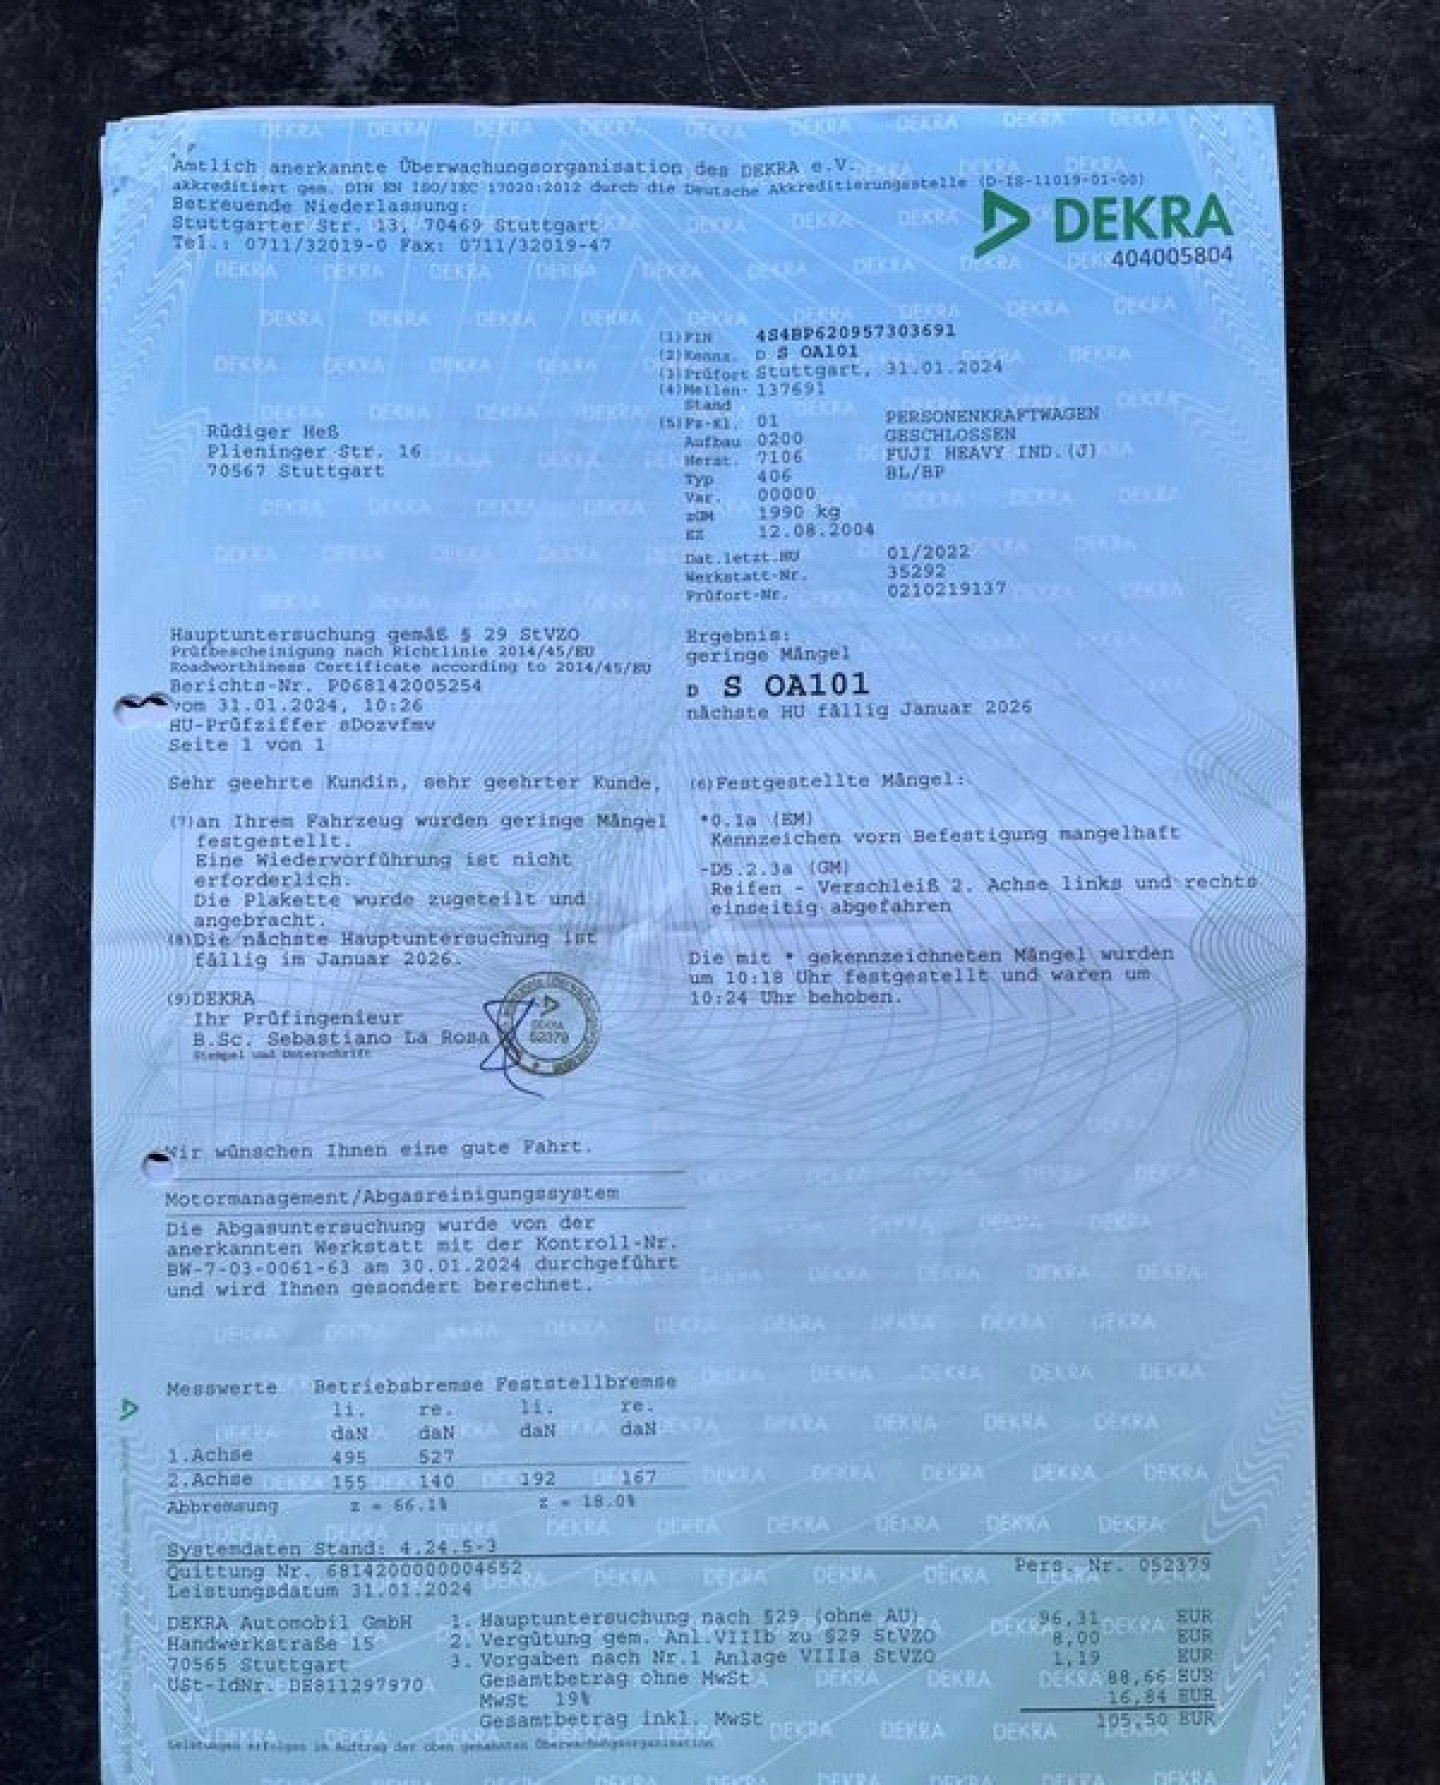 Amtlich anerkannte Überwachungsorganisation des DEKRA e.V.
akkreditiert gem. DIN EN ISO/IEC 17020:2012 durch die Deutsche Akkreditierungsstelle (D-IS-11019-01-00)
Betreuende Niederlassung:
Stuttgarter Str. 13, 70469 Stuttgart
Tel.: 0711/32019-0 Fax: 0711/32019-47
DEKRA
404005804
(1)FIN 4S4BP620957303691
(2)Kennz. D S OA101
(3)Prüfort Stuttgart, 31.01.2024
(4)Meilen- 137691
Stand
(5)Fz-Kl. 01 PERSONENKRAFTWAGEN
Aufbau 0200 GESCHLOSSEN
Herst. 7106 FUJI HEAVY IND.(J)
Typ 406 BL/BP
Var. 00000
zGM 1990 kg
EZ 12.08.2004
Dat.letzt.HU 01/2022
Werkstatt-Nr. 35292
Prüfort-Nr. 0210219137
Rüdiger Heß
Plieninger Str. 16
70567 Stuttgart
Hauptuntersuchung gemäß § 29 StVZO
Prüfbescheinigung nach Richtlinie 2014/45/EU
Roadworthiness Certificate according to 2014/45/EU
Berichts-Nr. P068142005254
vom 31.01.2024, 10:26
HU-Prüfziffer sDozvfmv
Seite 1 von 1
Ergebnis:
geringe Mängel
D S OA101
nächste HU fällig Januar 2026
Sehr geehrte Kundin, sehr geehrter Kunde,
(7)an Ihrem Fahrzeug wurden geringe Mängel
festgestellt.
Eine Wiedervorführung ist nicht
erforderlich.
Die Plakette wurde zugeteilt und
angebracht.
(8)Die nächste Hauptuntersuchung ist
fällig im Januar 2026.
(9)DEKRA
Ihr Prüfingenieur
B.Sc. Sebastiano La Rosa
Stempel und Unterschrift
DEKRA
52379
(6)Festgestellte Mängel:
*0.1a (EM)
Kennzeichen vorn Befestigung mangelhaft
-D5.2.3a (GM)
Reifen - Verschleiß 2. Achse links und rechts
einseitig abgefahren
Die mit * gekennzeichneten Mängel wurden
um 10:18 Uhr festgestellt und waren um
10:24 Uhr behoben.
Wir wünschen Ihnen eine gute Fahrt.
Motormanagement/Abgasreinigungssystem
Die Abgasuntersuchung wurde von der
anerkannten Werkstatt mit der Kontroll-Nr.
BW-7-03-0061-63 am 30.01.2024 durchgeführt
und wird Ihnen gesondert berechnet.
Messwerte Betriebsbremse Feststellbremse
li. re. li. re.
daN daN daN daN
1.Achse 495 527
2.Achse 155 140 192 167
Abbremsung z = 66.1% z = 18.0%
Systemdaten Stand: 4.24.5-3
Quittung Nr. 68142000000004652 Pers. Nr. 052379
Leistungsdatum 31.01.2024
DEKRA Automobil GmbH
Handwerkstraße 15
70565 Stuttgart
USt-IdNr. DE811297970
1. Hauptuntersuchung nach §29 (ohne AU) 96,31 EUR
2. Vergütung gem. Anl.VIIIb zu §29 StVZO 8,00 EUR
3. Vorgaben nach Nr.1 Anlage VIIIa StVZO 1,19 EUR
Gesamtbetrag ohne MwSt 88,66 EUR
MwSt 19% 16,84 EUR
Gesamtbetrag inkl. MwSt 105,50 EUR
Leistungen erfolgen im Auftrag der oben genannten Überwachungsorganisation